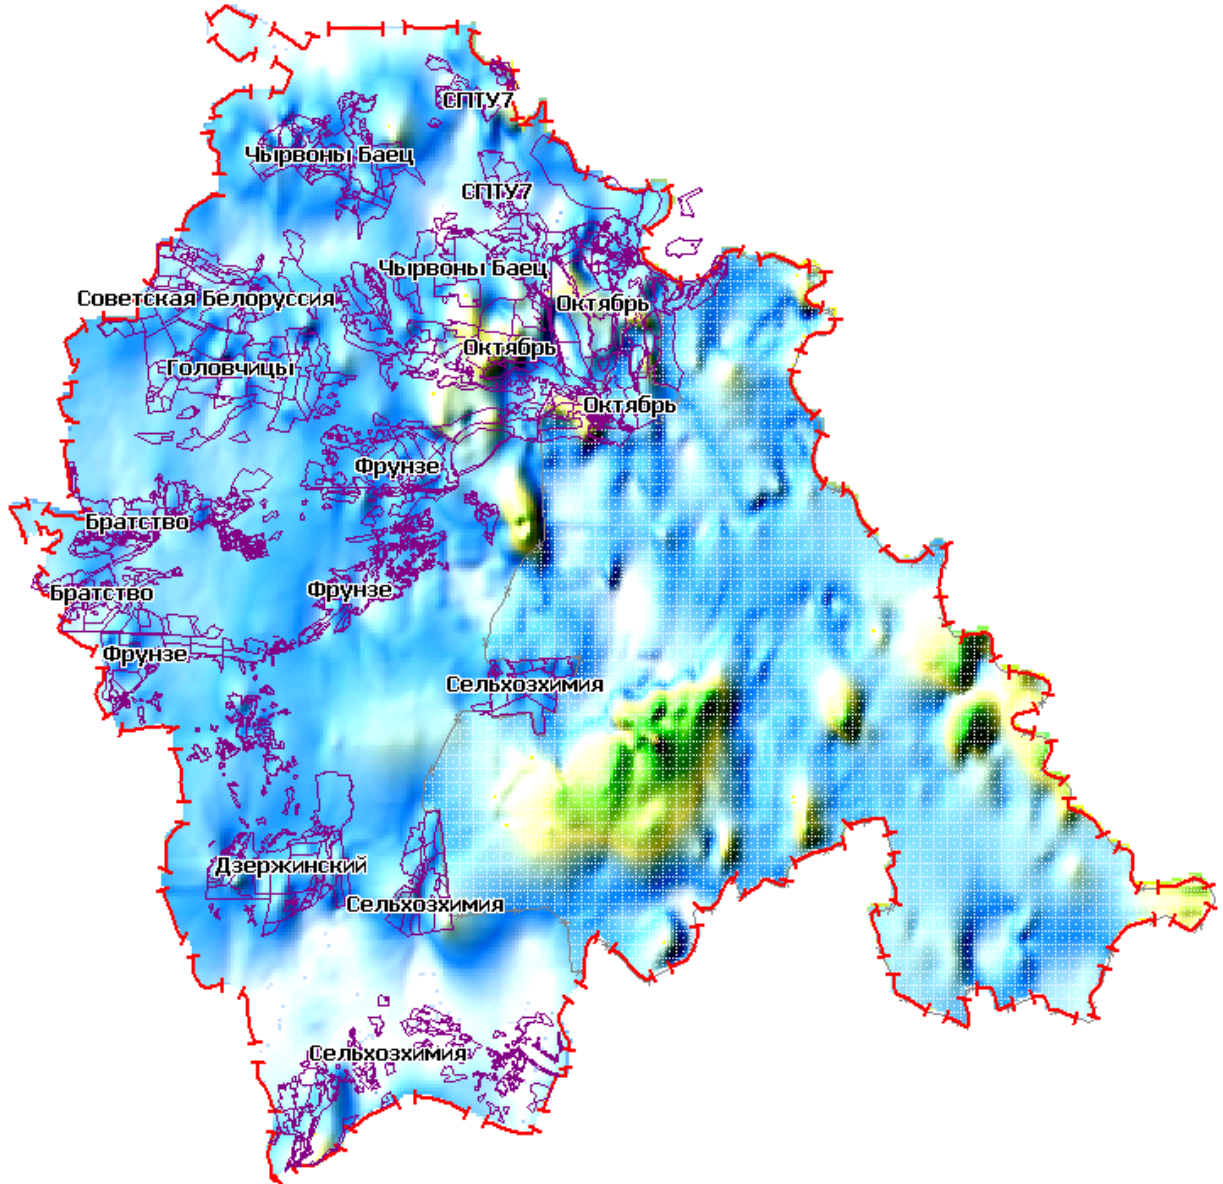 СПТУ7
Чырвоны Баец
СПТУ7
Чырвоны Баец
Советская Белоруссия
Октябрь
Октябрь
Головчицы
Октябрь
Фрунзе
Братство
Фрунзе
Братство
Фрунзе
Сельхозхимия
Дзержинский
Сельхозхимия
Сельхозхимия